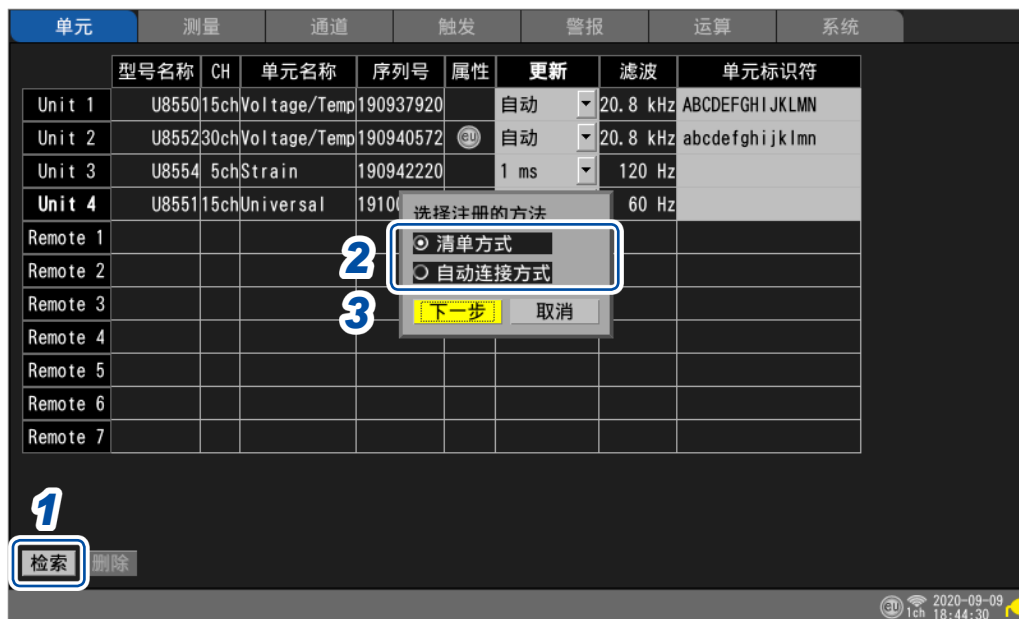 单元 测量 通道 触发 警报 运算 系统
型号名称 CH 单元名称 序列号 属性 更新 滤波 单元标识符
Unit 1 U8550 15ch Voltage/Temp 190937920 自动 20.8 kHz ABCDEFGHIJKLMN
Unit 2 U8552 30ch Voltage/Temp 190940572 EU 自动 20.8 kHz abcdefghijklmn
Unit 3 U8554 5ch Strain 190942220 1 ms 120 Hz
Unit 4 U8551 15ch Universal 1910 60 Hz
选择注册的方法
Remote 1 清单方式
2
Remote 2 自动连接方式
Remote 3 3 下一步 取消
Remote 4
Remote 5
Remote 6
Remote 7
1
检索 删除
EU 1ch 2020-09-09
18:44:30